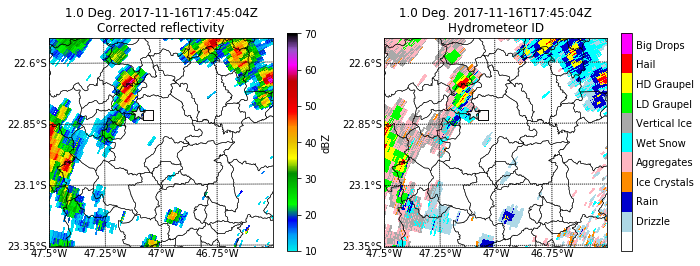 1.0 Deg. 2017-11-16T17:45:04Z
Corrected reflectivity
22.6°S
22.85°S
23.1°S
23.35°S
47.5°W
47.25°W
47°W
46.75°W
70
60
50
40
30
20
10
dBZ
1.0 Deg. 2017-11-16T17:45:04Z
Hydrometeor ID
22.6°S
22.85°S
23.1°S
23.35°S
47.5°W
47.25°W
47°W
46.75°W
Big Drops
Hail
HD Graupel
LD Graupel
Vertical Ice
Wet Snow
Aggregates
Ice Crystals
Rain
Drizzle